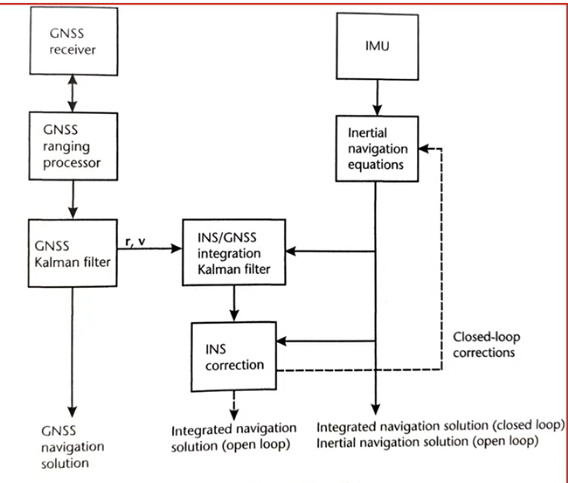 GNSS
receiver
IMU
GNSS
ranging
processor
Inertial
navigation
equations
GNSS
Kalman filter
r, v
INS/GNSS
integration
Kalman filter
INS
correction
Closed-loop
corrections
GNSS
navigation
solution
Integrated navigation
solution (open loop)
Integrated navigation solution (closed loop)
Inertial navigation solution (open loop)